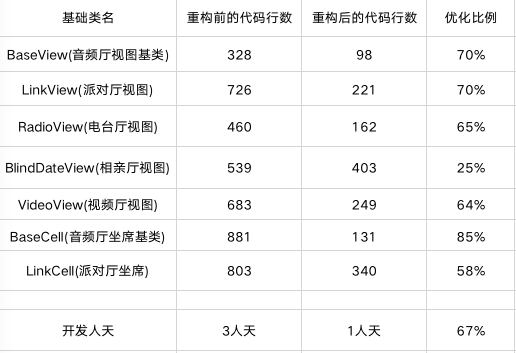 基础类名 重构前的代码行数 重构后的代码行数 优化比例
BaseView(音频厅视图基类) 328 98 70%
LinkView(派对厅视图) 726 221 70%
RadioView(电台厅视图) 460 162 65%
BlindDateView(相亲厅视图) 539 403 25%
VideoView(视频厅视图) 683 249 64%
BaseCell(音频厅坐席基类) 881 131 85%
LinkCell(派对厅坐席) 803 340 58%
开发人天 3人天 1人天 67%